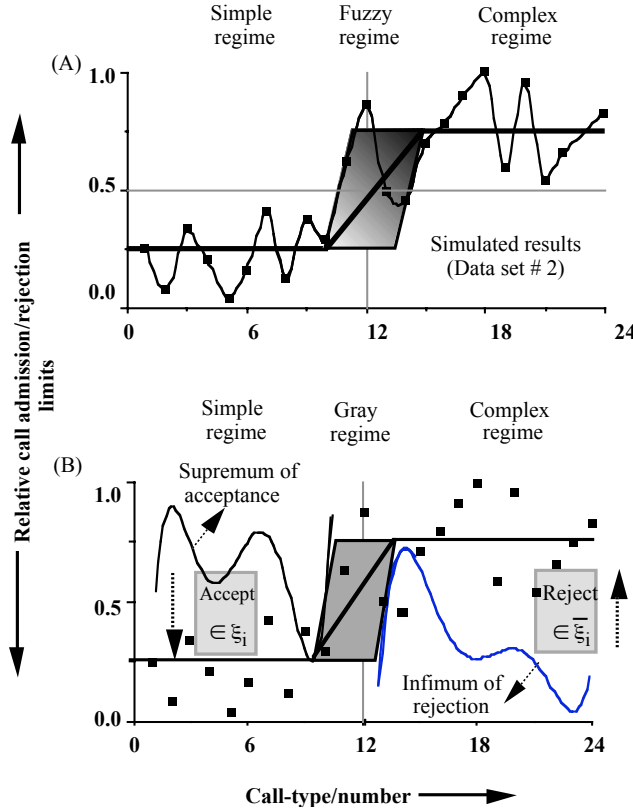 Simple regime
Fuzzy regime
Complex regime
(A)
1.0
0.5
0.0
Simulated results
(Data set # 2)
0
6
12
18
24
Relative call admission/rejection
limits
Simple regime
Gray regime
Complex regime
(B)
Supremum of
acceptance
1.0
0.5
0.0
Accept
∈ ξi
Reject
∈ ξ̅i
Infimum of
rejection
0
6
12
18
24
Call-type/number